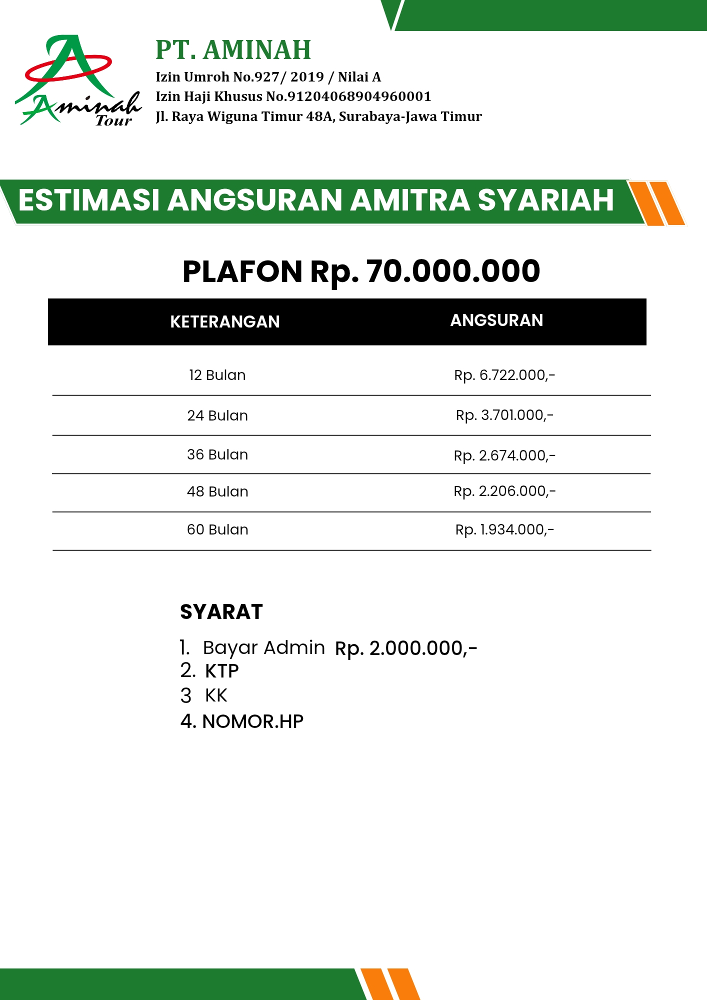 Aminah
Tour
PT. AMINAH
Izin Umroh No.927/ 2019 / Nilai A
Izin Haji Khusus No.91204068904960001
Jl. Raya Wiguna Timur 48A, Surabaya-Jawa Timur
ESTIMASI ANGSURAN AMITRA SYARIAH
PLAFON Rp. 70.000.000
KETERANGAN ANGSURAN
12 Bulan Rp. 6.722.000,-
24 Bulan Rp. 3.701.000,-
36 Bulan Rp. 2.674.000,-
48 Bulan Rp. 2.206.000,-
60 Bulan Rp. 1.934.000,-
SYARAT
1. Bayar Admin Rp. 2.000.000,-
2. KTP
3 KK
4. NOMOR.HP